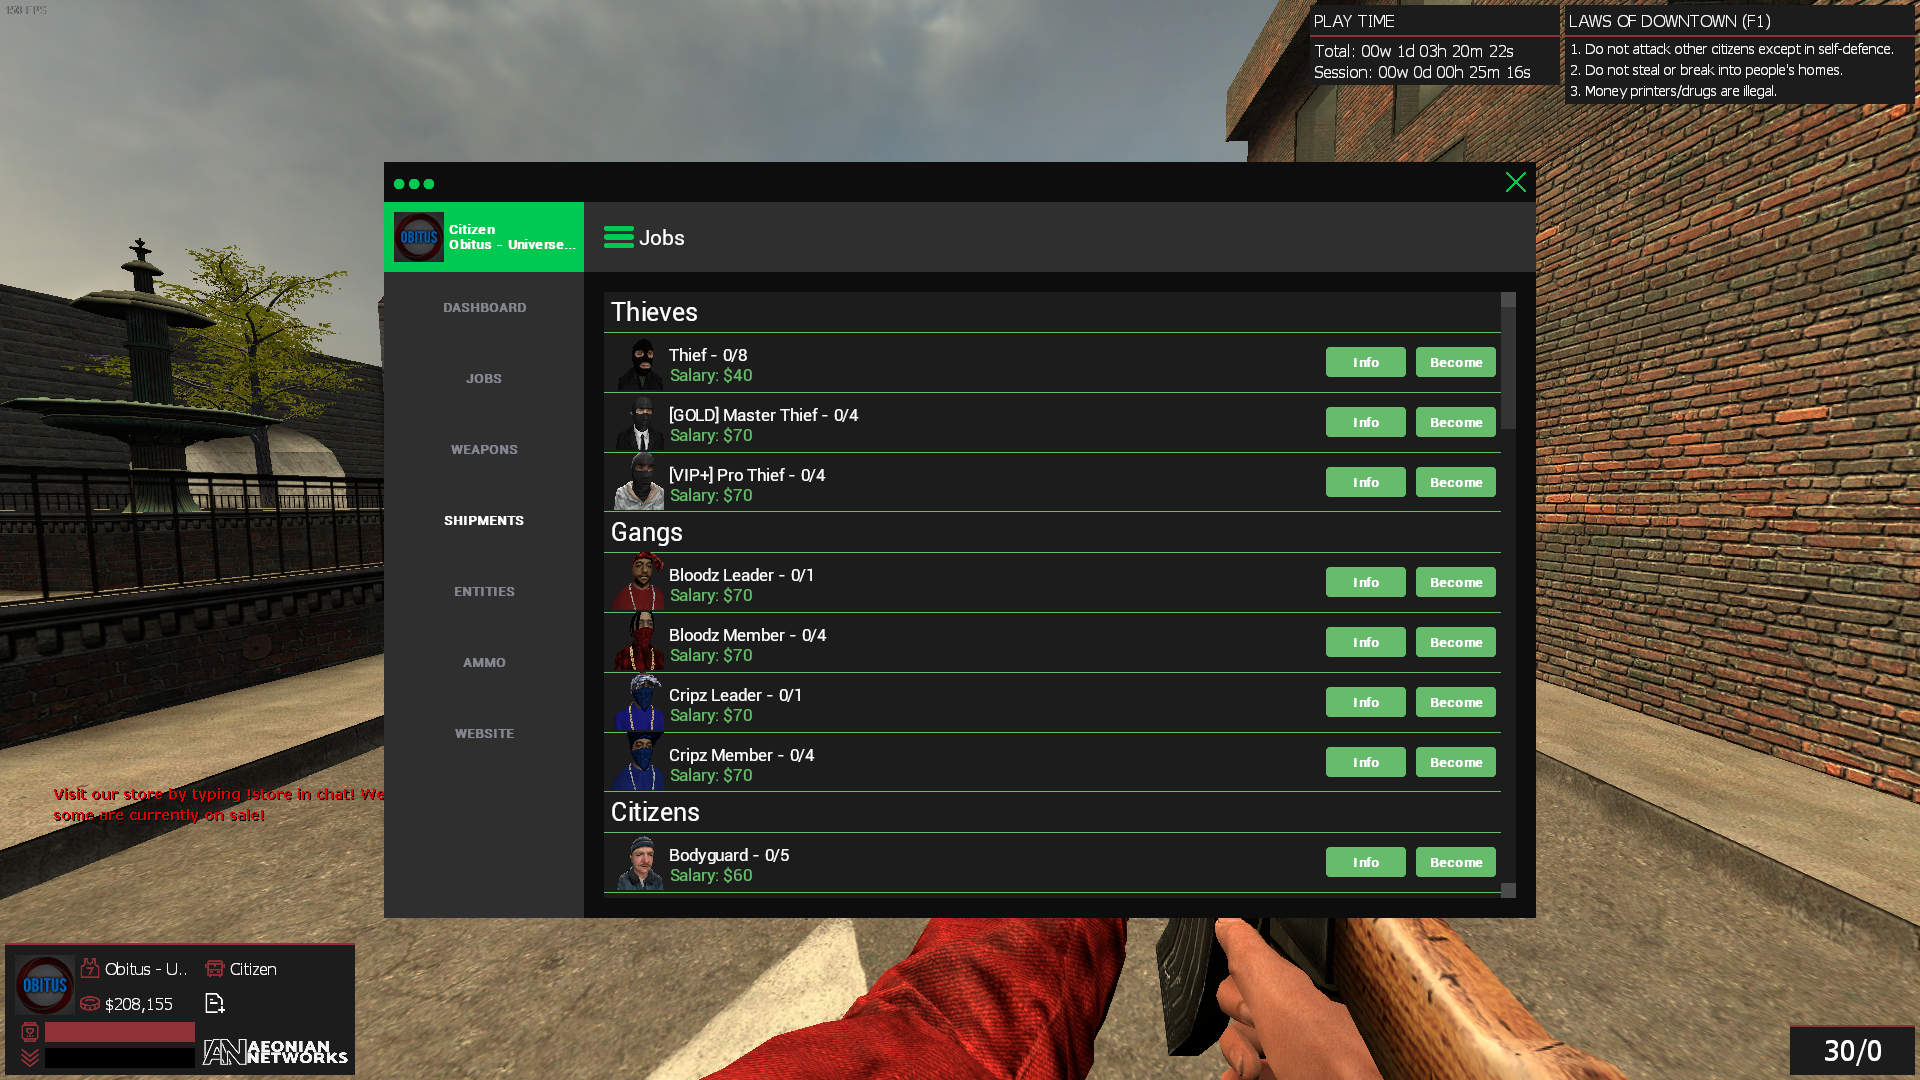 PLAY TIME
Total: 00w 1d 03h 20m 22s
Session: 00w 0d 00h 25m 16s
LAWS OF DOWNTOWN (F1)
1. Do not attack other citizens except in self-defence.
2. Do not steal or break into people's homes.
3. Money printers/drugs are illegal.
OBITUS
Citizen
Obitus - Universe...
Jobs
DASHBOARD
JOBS
WEAPONS
SHIPMENTS
ENTITIES
AMMO
WEBSITE
Thieves
Thief - 0/8
Salary: $40
Info
Become
[GOLD] Master Thief - 0/4
Salary: $70
Info
Become
[VIP+] Pro Thief - 0/4
Salary: $70
Info
Become
Gangs
Bloodz Leader - 0/1
Salary: $70
Info
Become
Bloodz Member - 0/4
Salary: $70
Info
Become
Cripz Leader - 0/1
Salary: $70
Info
Become
Cripz Member - 0/4
Salary: $70
Info
Become
Citizens
Bodyguard - 0/5
Salary: $60
Info
Become
Visit our store by typing !store in chat! We
some are currently on sale!
OBITUS
7
Obitus - U..
Citizen
$208,155
AN AEONIAN
NETWORKS
30/0